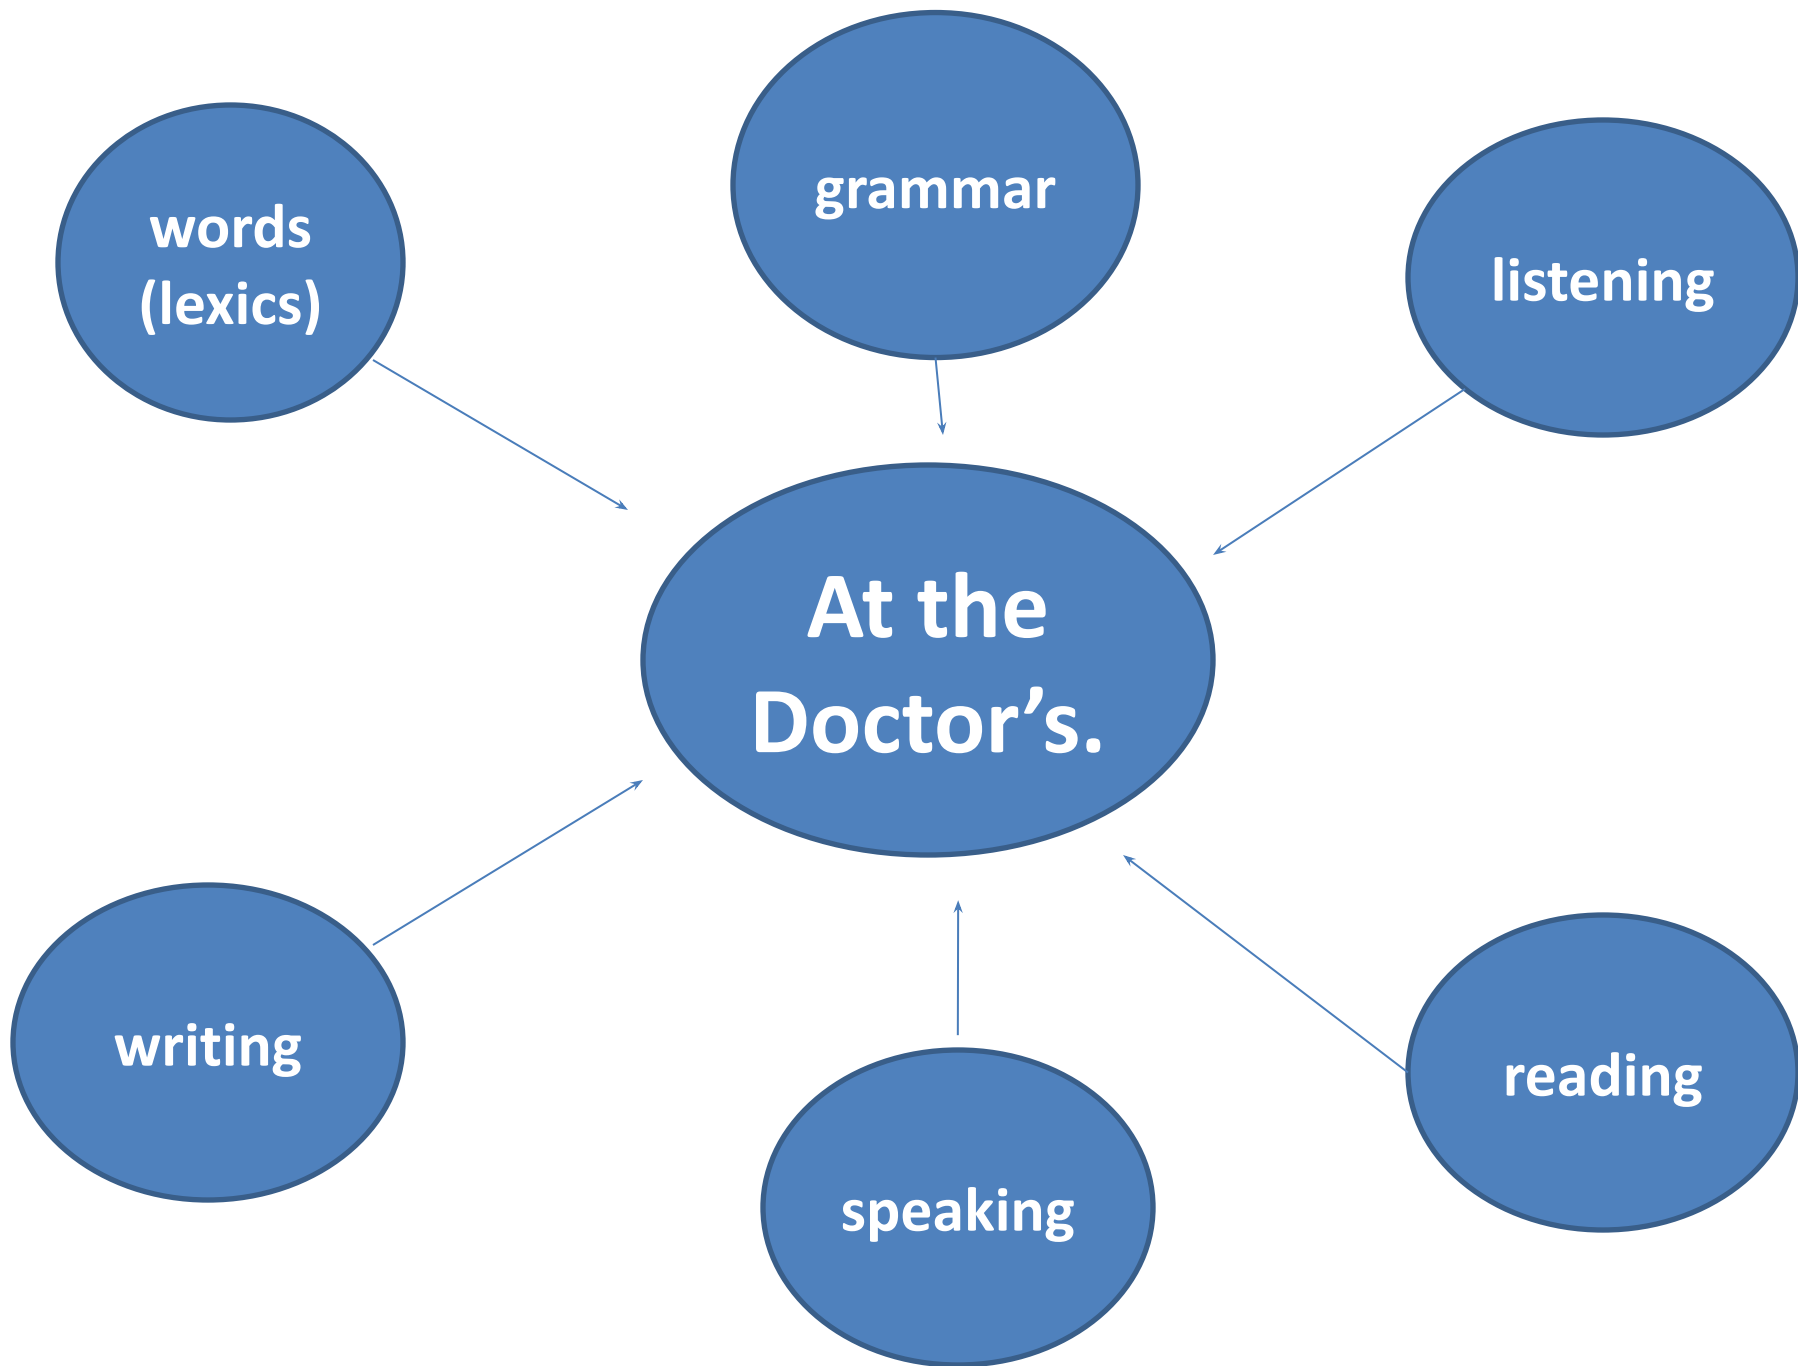 grammar
words
(lexics)
listening
At the
Doctor’s.
writing
reading
speaking